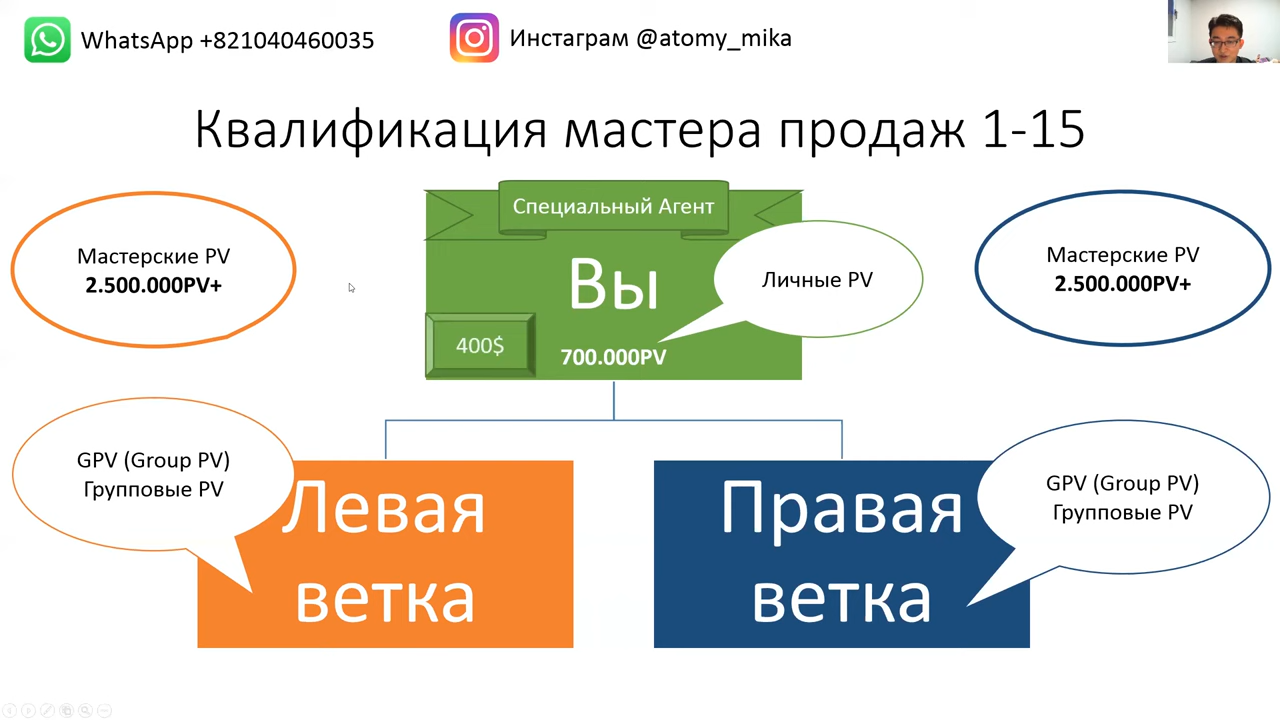 WhatsApp +821040460035
Инстаграм @atomy_mika
Квалификация мастера продаж 1-15
Мастерские PV
2.500.000PV+
Специальный Агент
Вы
400$
700.000PV
Личные PV
Мастерские PV
2.500.000PV+
GPV (Group PV)
Групповые PV
Левая
ветка
Правая
ветка
GPV (Group PV)
Групповые PV